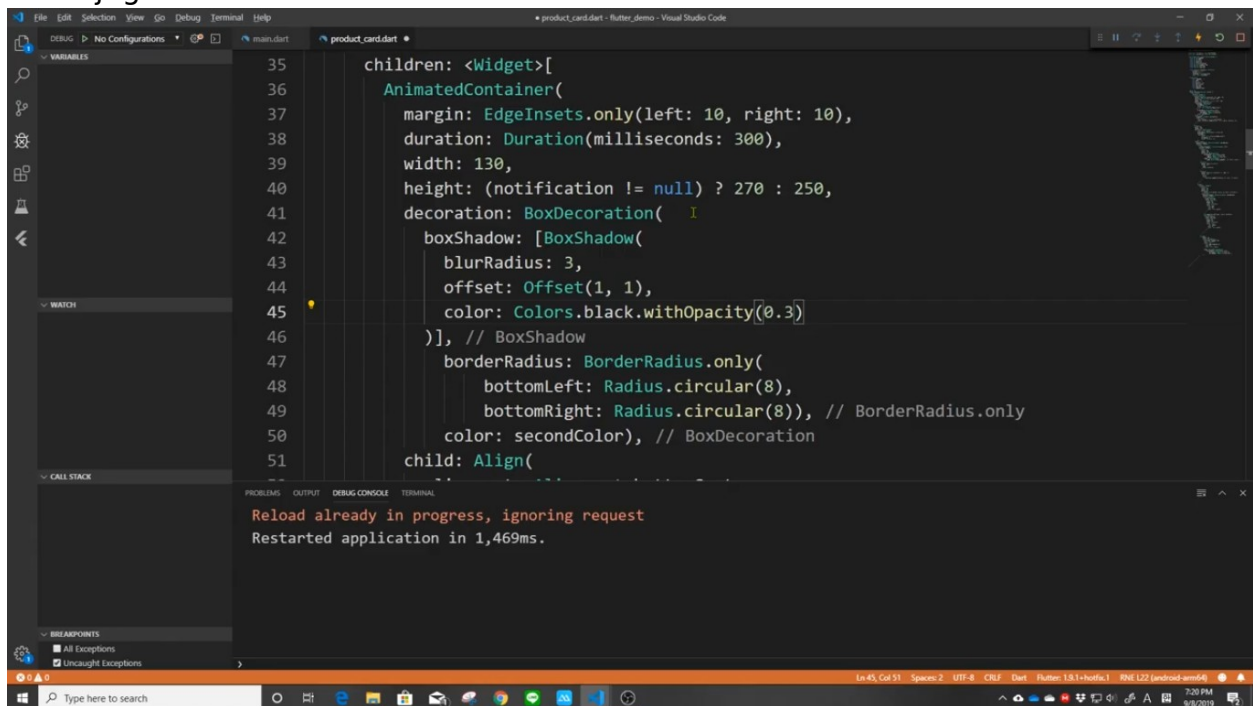 File Edit Selection View Go Debug Terminal Help
● product_card.dart - flutter_demo - Visual Studio Code
DEBUG No Configurations
main.dart product_card.dart ●
VARIABLES
WATCH
CALL STACK
BREAKPOINTS
All Exceptions
Uncaught Exceptions
35 children: <Widget>[
36 AnimatedContainer(
37 margin: EdgeInsets.only(left: 10, right: 10),
38 duration: Duration(milliseconds: 300),
39 width: 130,
40 height: (notification != null) ? 270 : 250,
41 decoration: BoxDecoration(
42 boxShadow: [BoxShadow(
43 blurRadius: 3,
44 offset: Offset(1, 1),
45 color: Colors.black.withOpacity(0.3)
46 )], // BoxShadow
47 borderRadius: BorderRadius.only(
48 bottomLeft: Radius.circular(8),
49 bottomRight: Radius.circular(8)), // BorderRadius.only
50 color: secondColor), // BoxDecoration
51 child: Align(
PROBLEMS OUTPUT DEBUG CONSOLE TERMINAL
Reload already in progress, ignoring request
Restarted application in 1,469ms.
0 0
Ln 45, Col 51 Spaces: 2 UTF-8 CRLF Dart Flutter: 1.9.1+hotfix.1 RNE L22 (android-arm64)
Type here to search
7:20 PM
9/8/2019